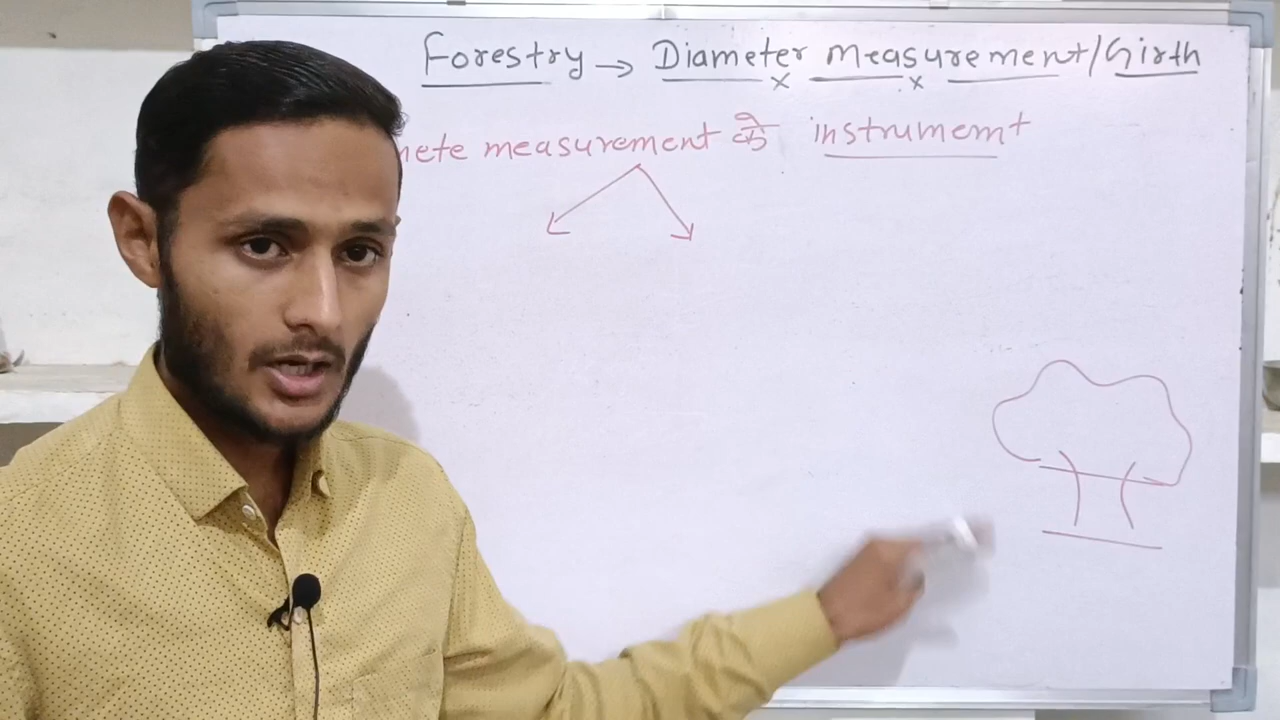 Forestry → Diameter measurement/Girth
mete measurement के instrument